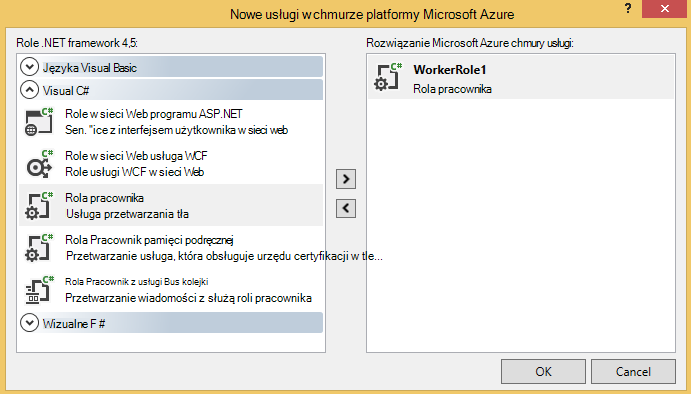 Nowe usługi w chmurze platformy Microsoft Azure
?
Role .NET framework 4,5:
Rozwiązanie Microsoft Azure chmury usługi:
Języka Visual Basic
Visual C#
C#
Role w sieci Web programu ASP.NET
Sen. "ice z interfejsem użytkownika w sieci web
C#
Role w sieci Web usługa WCF
Role usługi WCF w sieci Web
C#
Rola pracownika
Usługa przetwarzania tła
C#
Rola Pracownik pamięci podręcznej
Przetwarzanie usługa, która obsługuje urzędu certyfikacji w tle...
C#
Rola Pracownik z usługi Bus kolejki
Przetwarzanie wiadomości z służą roli pracownika
Wizualne F #
C#
WorkerRole1
Rola pracownika
OK
Cancel